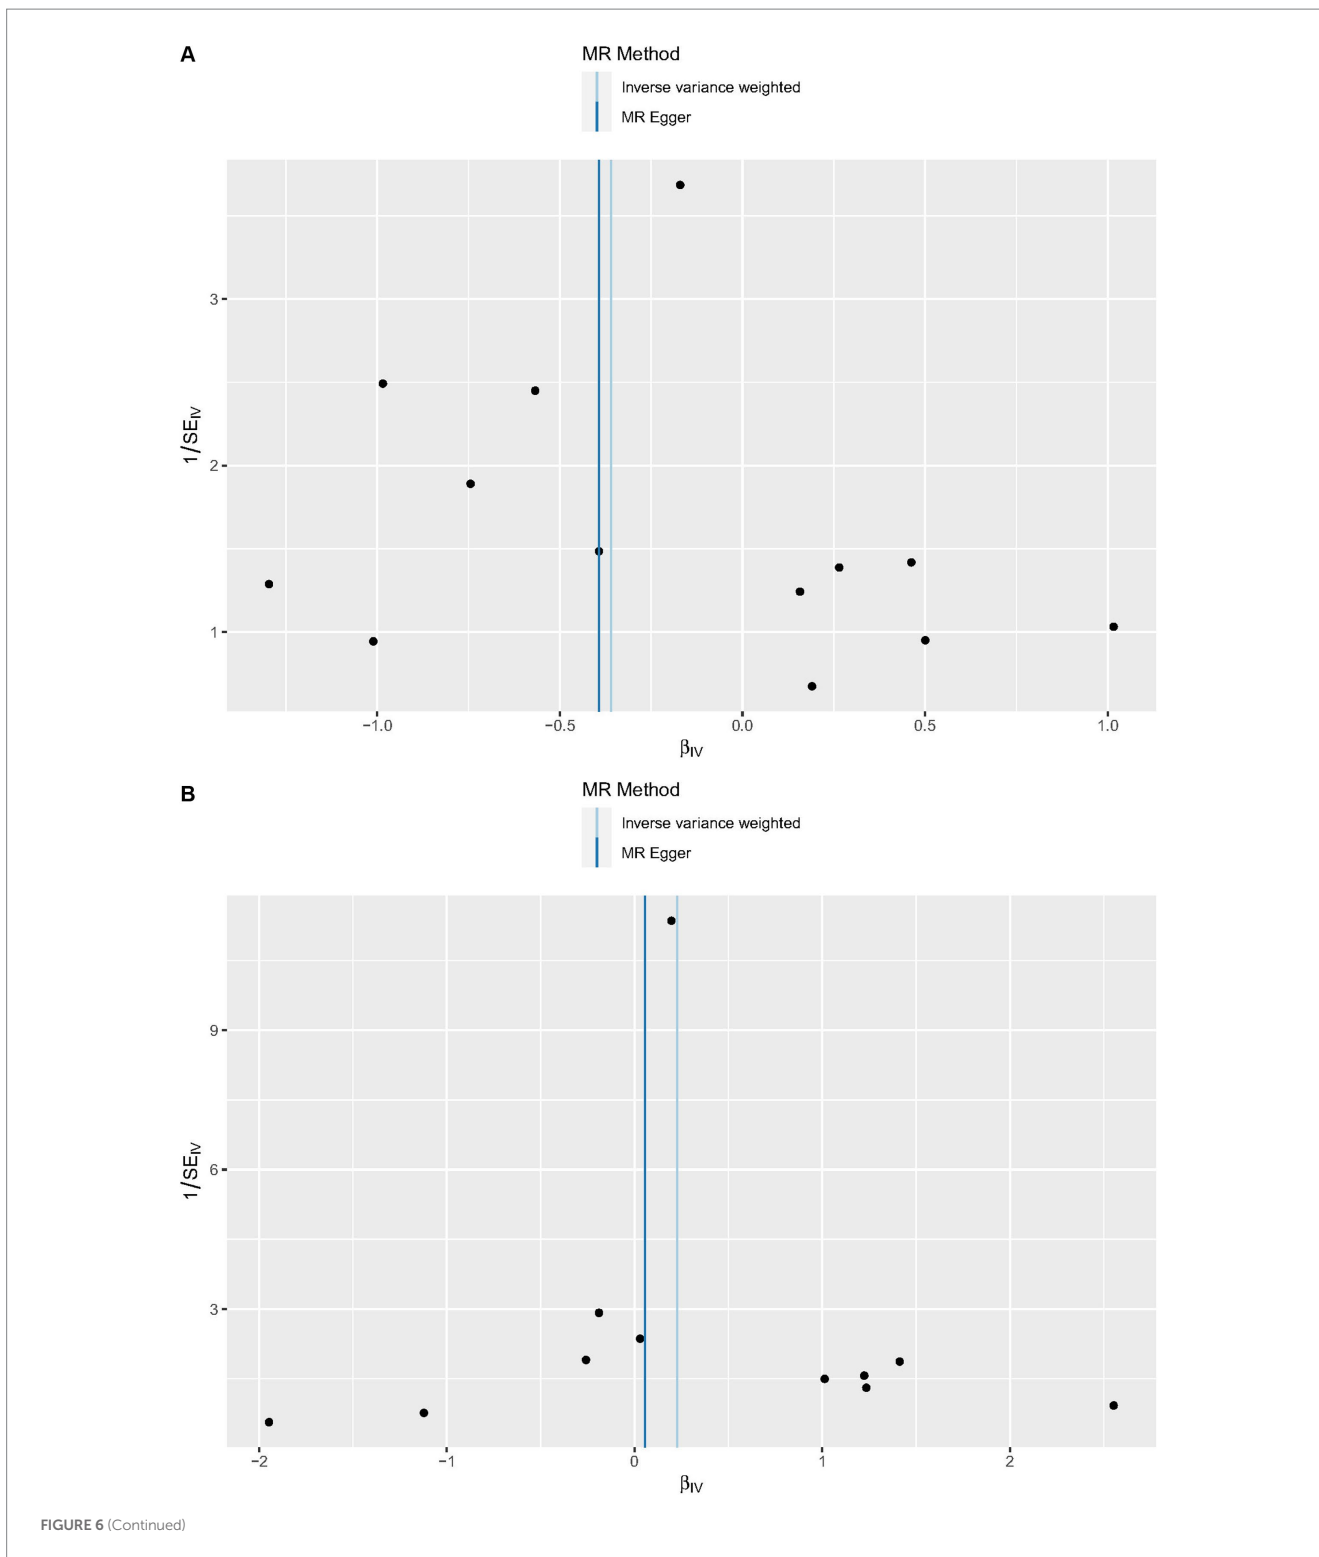 A
MR Method
Inverse variance weighted
MR Egger
3
2
1
1/SEIV
−1.0
−0.5
0.0
0.5
1.0
βIV
B
MR Method
Inverse variance weighted
MR Egger
9
6
3
1/SEIV
−2
−1
0
1
2
βIV
FIGURE 6 (Continued)